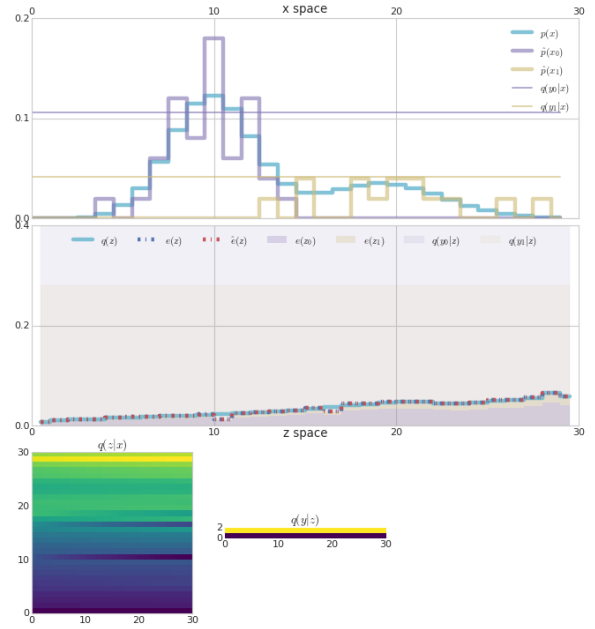 x space
0 10 20 30
0.2
0.1
0.0
p(x)
p̂(x₀)
p̂(x₁)
q(y₀|x)
q(y₁|x)
0.4
0.2
0.0
q(z) e(z) ê(z) e(z₀) e(z₁) q(y₀|z) q(y₁|z)
0 10 20 30
z space
q(z|x)
30
20
10
0
0 10 20 30
q(y|z)
2
0
0 10 20 30